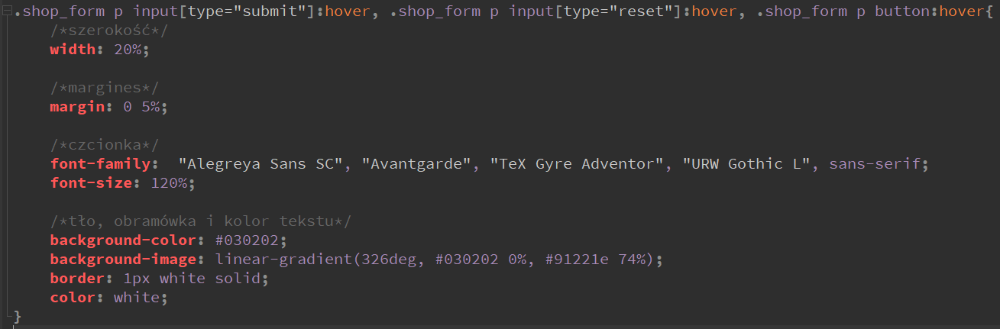 .shop_form p input[type="submit"]:hover, .shop_form p input[type="reset"]:hover, .shop_form p button:hover{
/*szerokość*/
width: 20%;
/*margines*/
margin: 0 5%;
/*czcionka*/
font-family:  "Alegreya Sans SC", "Avantgarde", "TeX Gyre Adventor", "URW Gothic L", sans-serif;
font-size: 120%;
/*tło, obramówka i kolor tekstu*/
background-color: #030202;
background-image: linear-gradient(326deg, #030202 0%, #91221e 74%);
border: 1px white solid;
color: white;
}